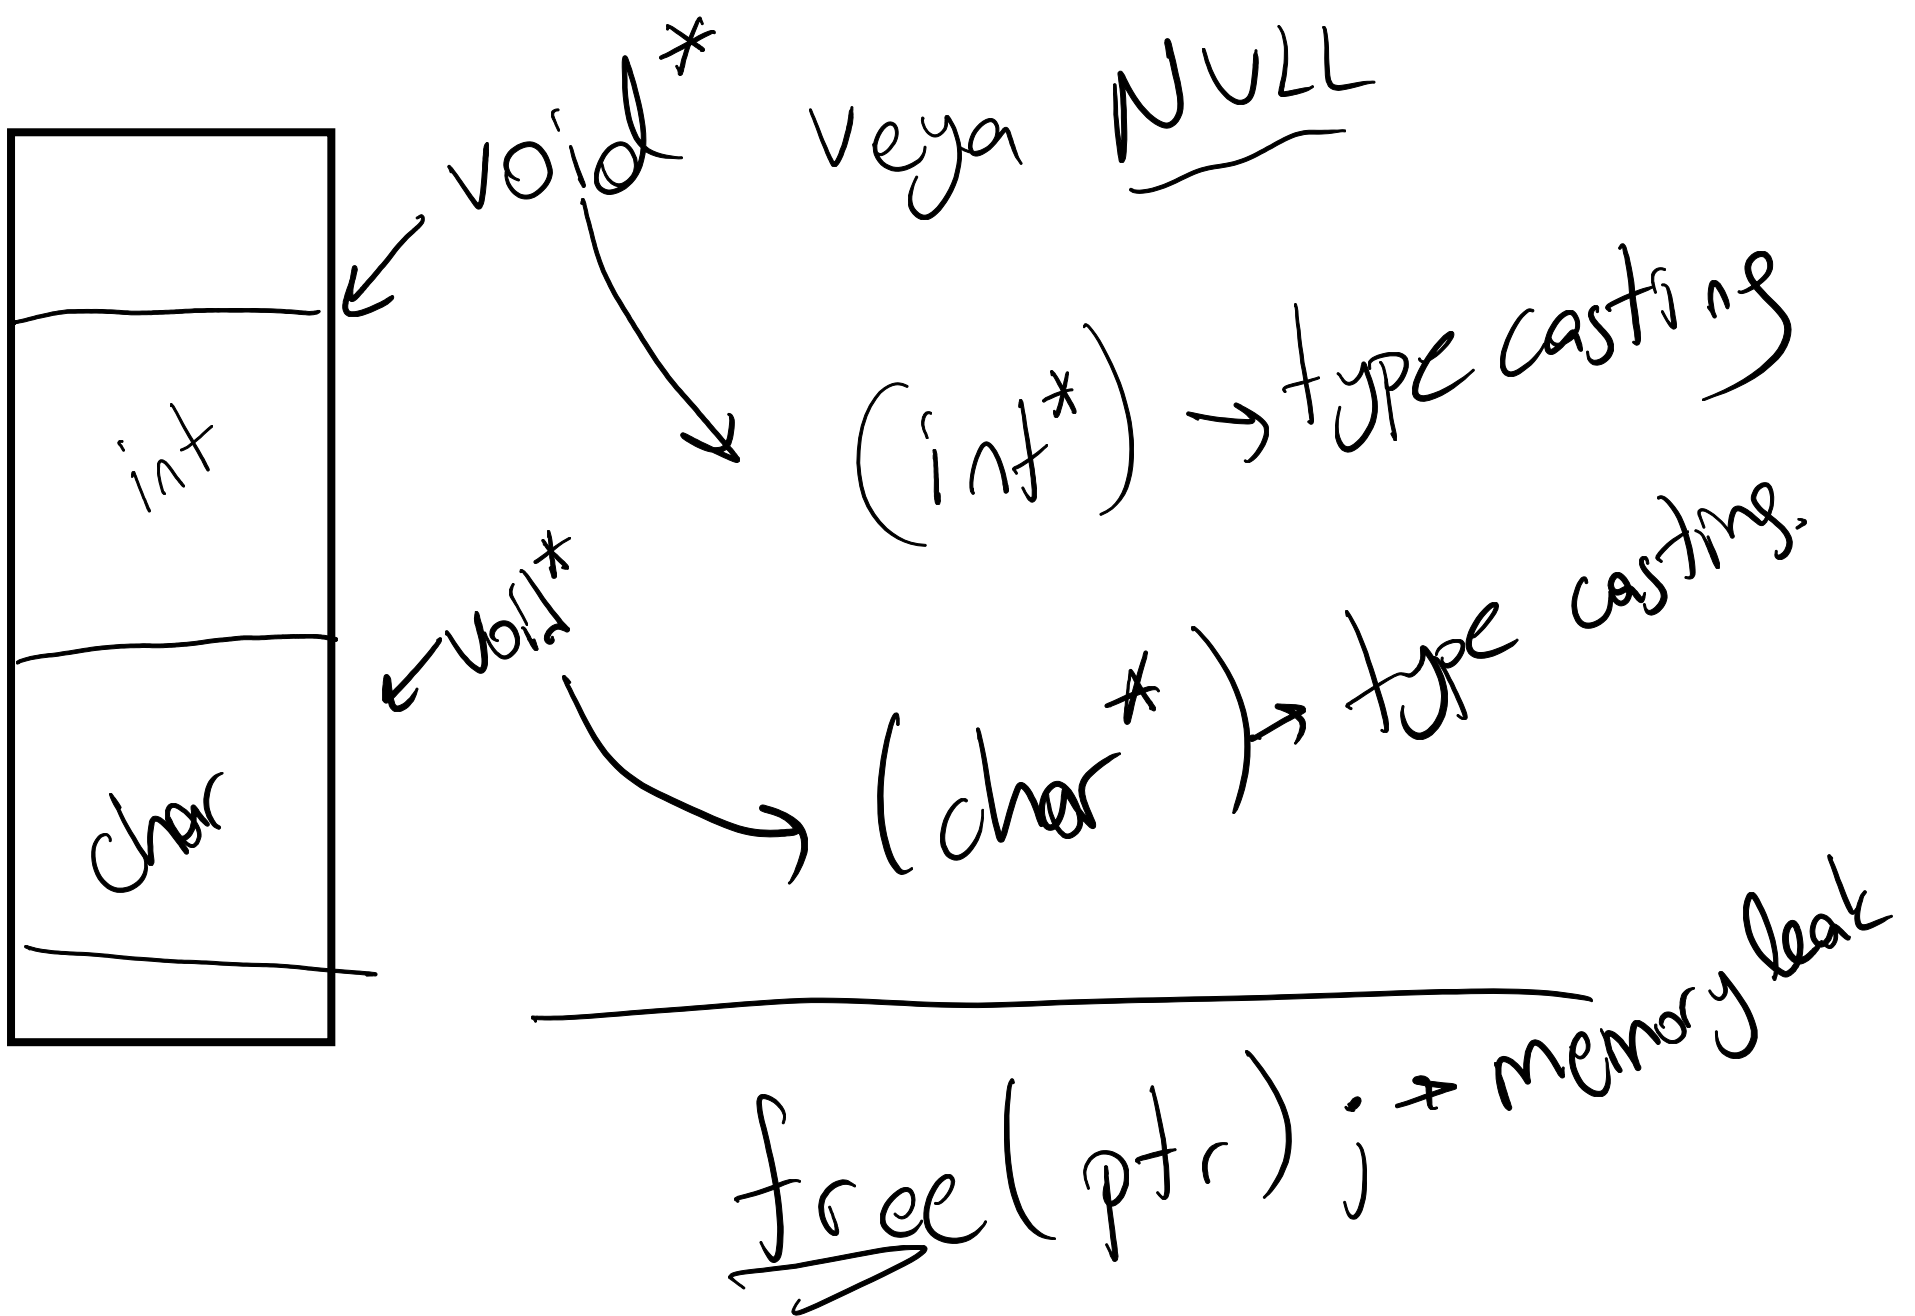 void* veya NULL
int
(int*) → type casting
void*
char
(char*) → type casting.
free(ptr); → memory leak